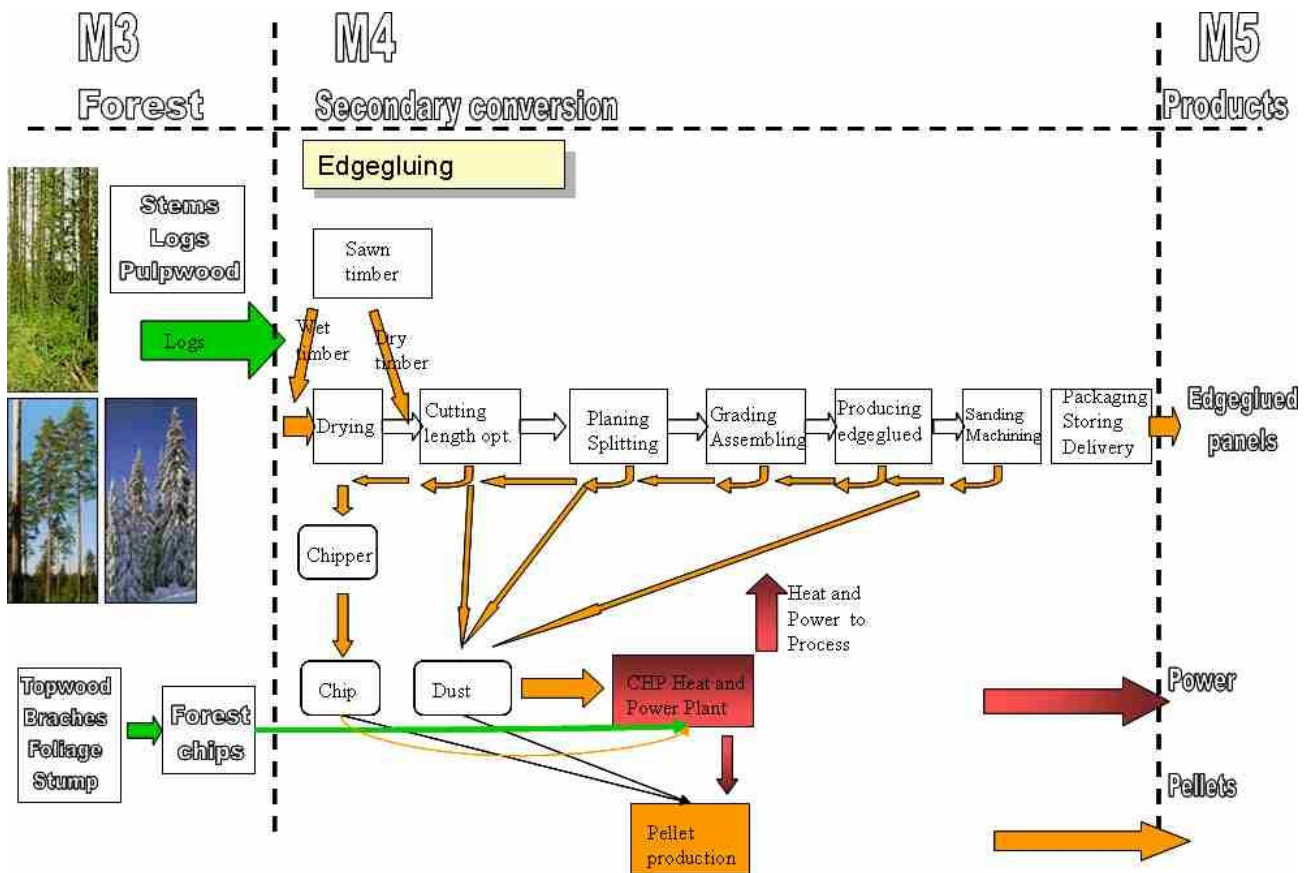 M3
Forest
M4
Secondary conversion
M5
Products
Edgegluing
Stems
Logs
Pulpwood
Sawn
timber
Logs
Wet
timber
Dry
timber
Drying
Cutting
length opt.
Planing
Splitting
Grading
Assembling
Producing
edgeglued
Sanding
Machining
Packaging
Storing
Delivery
Edgeglued
panels
Chipper
Heat and
Power to
Process
Topwood
Braches
Foliage
Stump
Forest
chips
Chip
Dust
CHP Heat and
Power Plant
Power
Pellets
Pellet
production